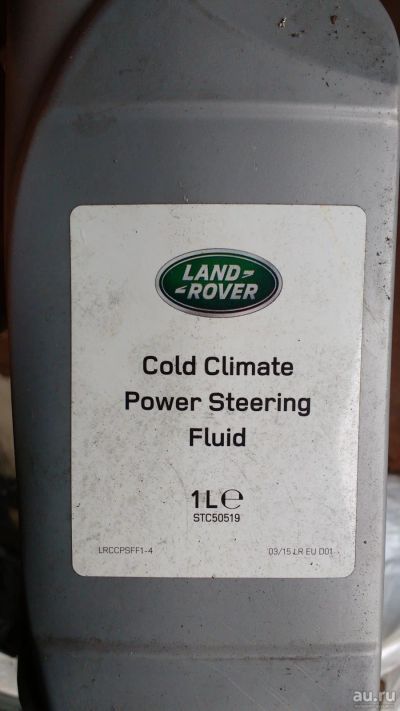 LAND
ROVER
Cold Climate
Power Steering
Fluid
1L℮
STC50519
LRCCPSFF1-4 03/15 LR EU D01
au.ru